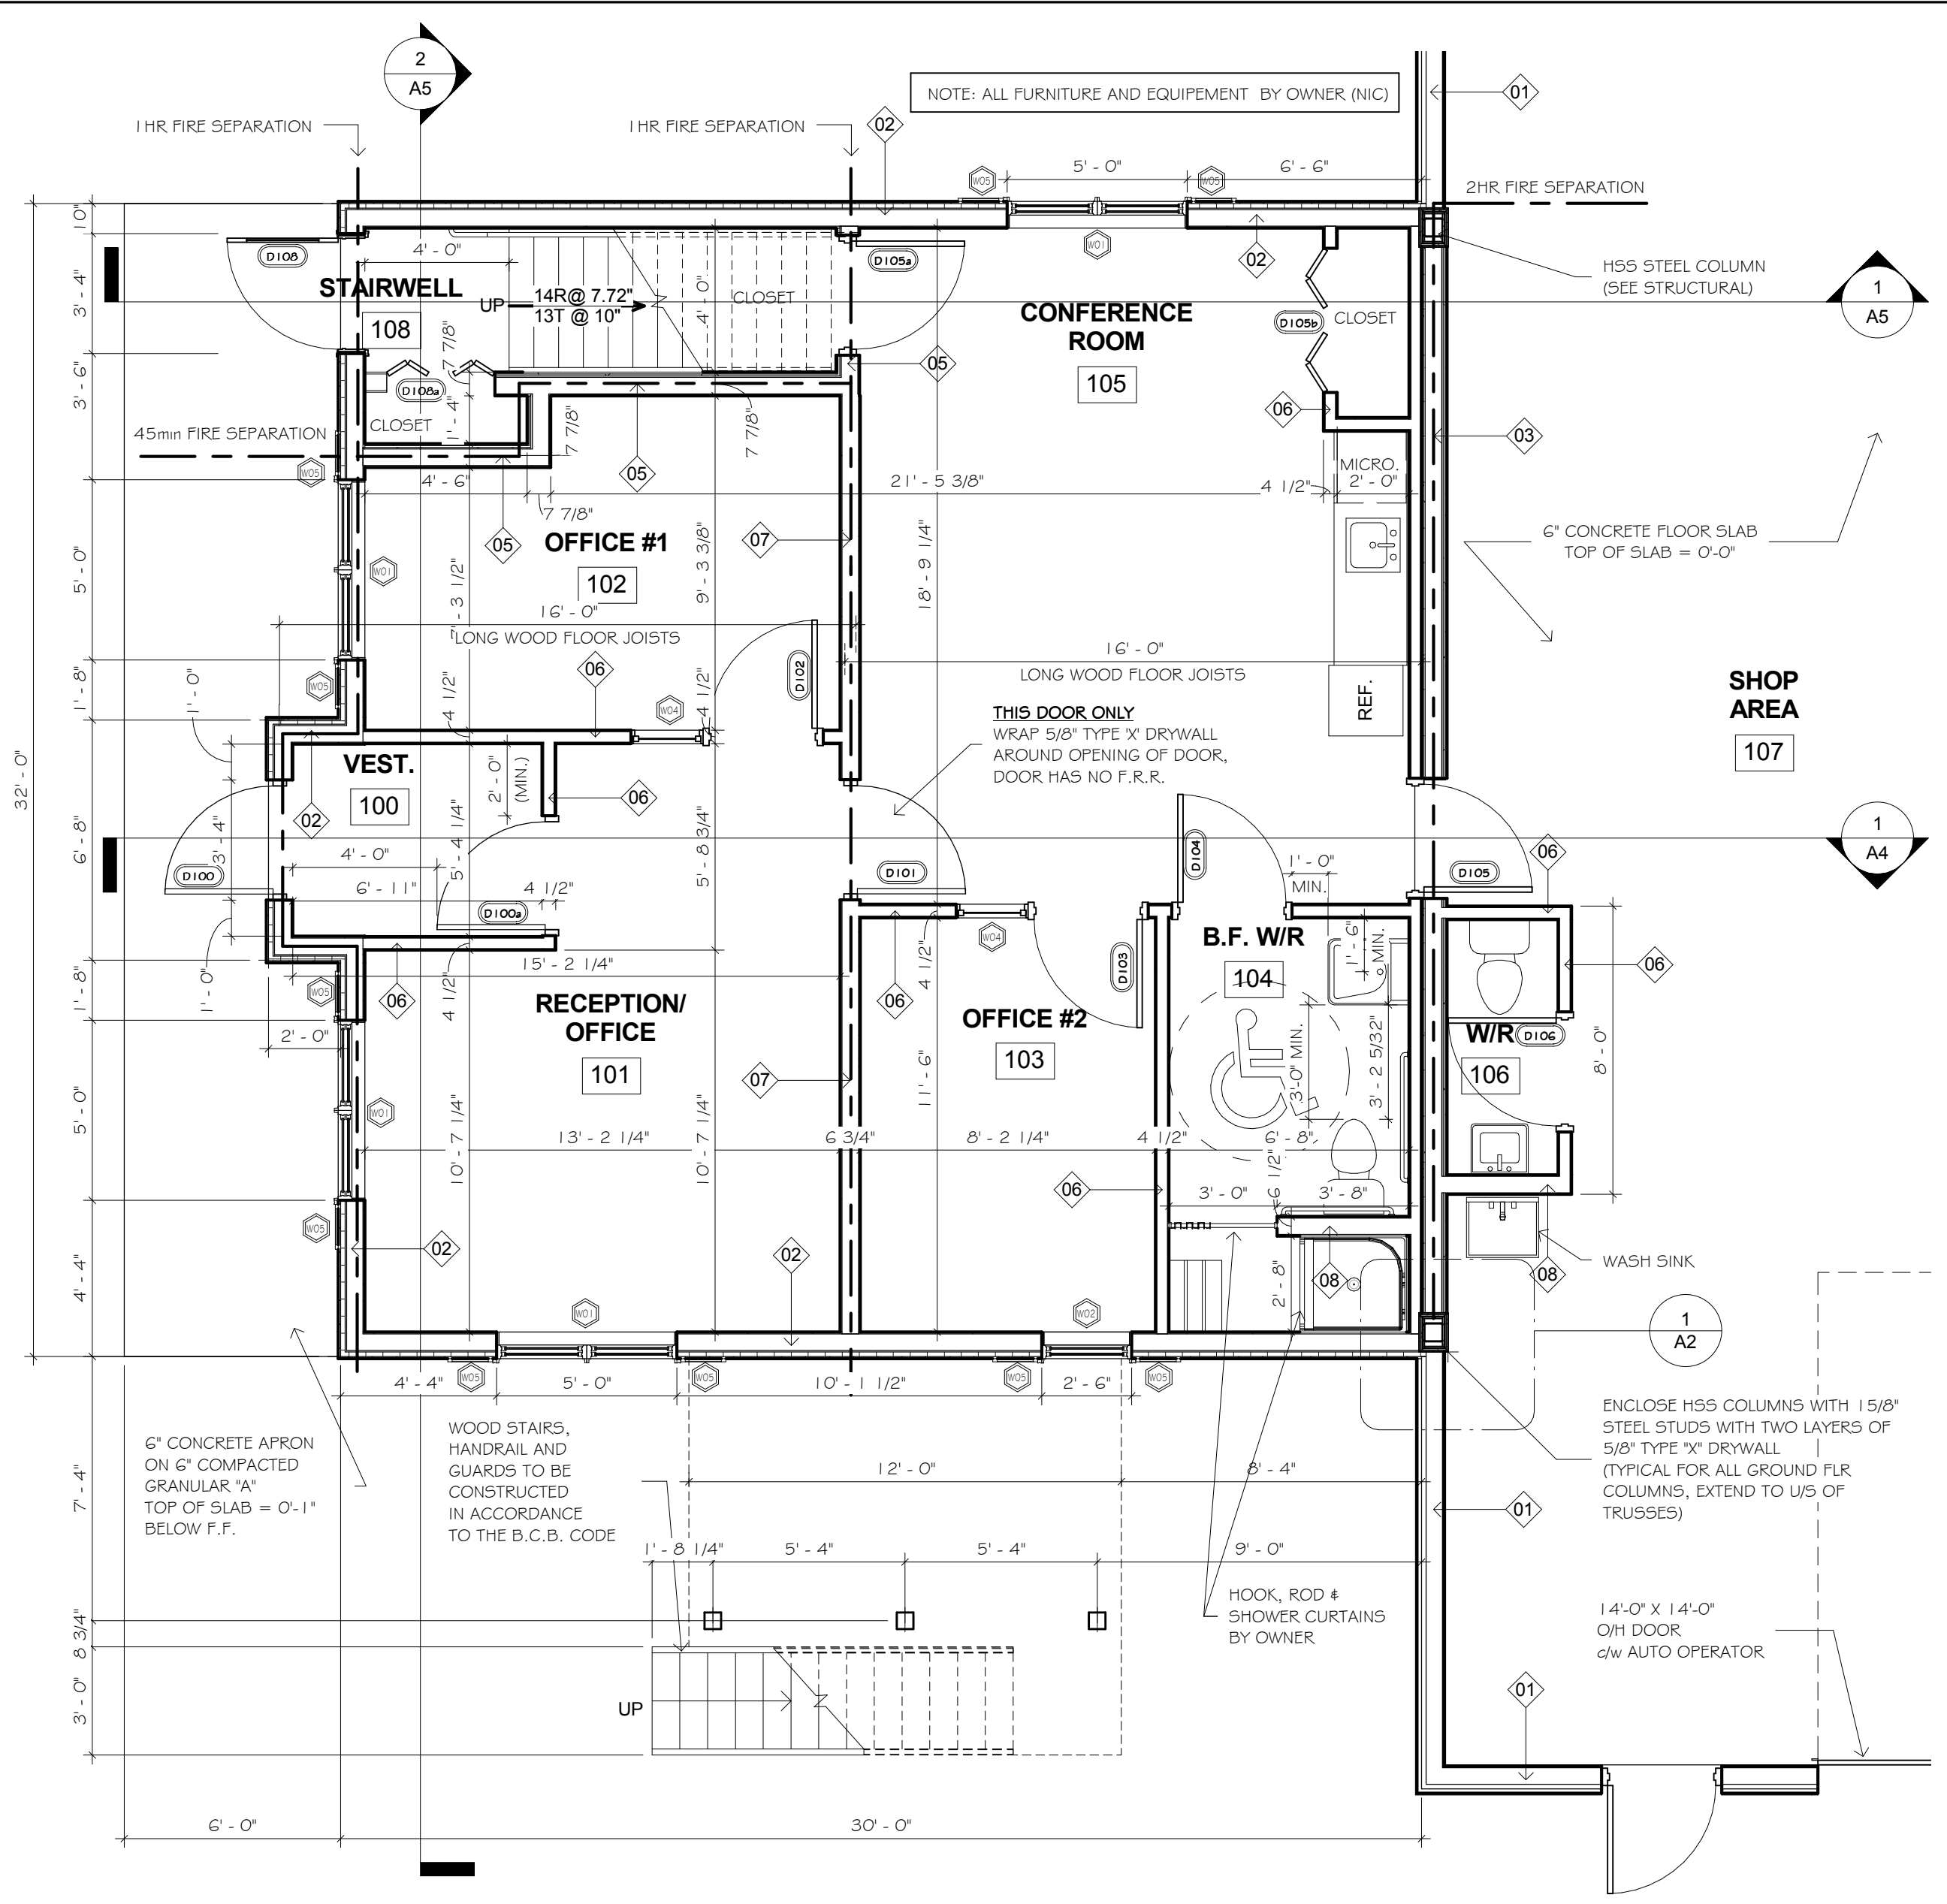 2
A5
NOTE: ALL FURNITURE AND EQUIPEMENT BY OWNER (NIC)
01
1HR FIRE SEPARATION
1HR FIRE SEPARATION
02
5' - 0"
6' - 6"
W05
W05
2HR FIRE SEPARATION
10"
D108
4' - 0"
D105a
W01
02
HSS STEEL COLUMN
(SEE STRUCTURAL)
3' - 4"
STAIRWELL
108
UP
14R@ 7.72"
13T @ 10"
4' - 0"
CLOSET
CONFERENCE
ROOM
105
D105b
CLOSET
1
A5
7 7/8"
05
3' - 6"
D108a
CLOSET
1' - 4"
7 7/8"
7 7/8"
06
03
45min FIRE SEPARATION
W05
05
MICRO.
4' - 6"
21' - 5 3/8"
4 1/2"
2' - 0"
7 7/8"
05
OFFICE #1
102
07
6" CONCRETE FLOOR SLAB
TOP OF SLAB = 0'-0"
5' - 0"
W01
7' - 3 1/2"
9' - 3 3/8"
18' - 9 1/4"
16' - 0"
LONG WOOD FLOOR JOISTS
16' - 0"
LONG WOOD FLOOR JOISTS
06
D102
1' - 8"
1' - 0"
W05
4 1/2"
W04
4 1/2"
REF.
SHOP
AREA
107
THIS DOOR ONLY
WRAP 5/8" TYPE 'X' DRYWALL
AROUND OPENING OF DOOR,
DOOR HAS NO F.R.R.
32' - 0"
VEST.
100
2' - 0"
(MIN.)
06
02
6' - 8"
3' - 4"
5' - 4 1/4"
5' - 8 3/4"
1
A4
D100
4' - 0"
6' - 11"
4 1/2"
D100a
D101
D104
1' - 0"
MIN.
D105
06
1' - 0"
1' - 8"
W05
06
4 1/2"
15' - 2 1/4"
06
4 1/2"
W04
D103
B.F. W/R
104
1' - 6"
MIN.
06
2' - 0"
RECEPTION/
OFFICE
101
OFFICE #2
103
W/R
D106
106
8' - 0"
5' - 0"
W01
07
11' - 6"
3'-0" MIN.
3' - 2 5/32"
10' - 7 1/4"
13' - 2 1/4"
10' - 7 1/4"
6 3/4"
8' - 2 1/4"
4 1/2"
6' - 8"
W05
06
3' - 0"
6 1/2"
3' - 8"
02
02
4' - 4"
2' - 8"
08
08
WASH SINK
W01
W02
1
A2
4' - 4"
W05
5' - 0"
W05
10' - 1 1/2"
W05
2' - 6"
W05
6" CONCRETE APRON
ON 6" COMPACTED
GRANULAR "A"
TOP OF SLAB = 0'-1"
BELOW F.F.
WOOD STAIRS,
HANDRAIL AND
GUARDS TO BE
CONSTRUCTED
IN ACCORDANCE
TO THE B.C.B. CODE
ENCLOSE HSS COLUMNS WITH 1 5/8"
STEEL STUDS WITH TWO LAYERS OF
5/8" TYPE "X" DRYWALL
(TYPICAL FOR ALL GROUND FLR
COLUMNS, EXTEND TO U/S OF
TRUSSES)
7' - 4"
12' - 0"
8' - 4"
01
1' - 8 1/4"
5' - 4"
5' - 4"
9' - 0"
HOOK, ROD &
SHOWER CURTAINS
BY OWNER
14'-0" X 14'-0"
O/H DOOR
c/w AUTO OPERATOR
8 3/4"
3' - 0"
UP
01
6' - 0"
30' - 0"